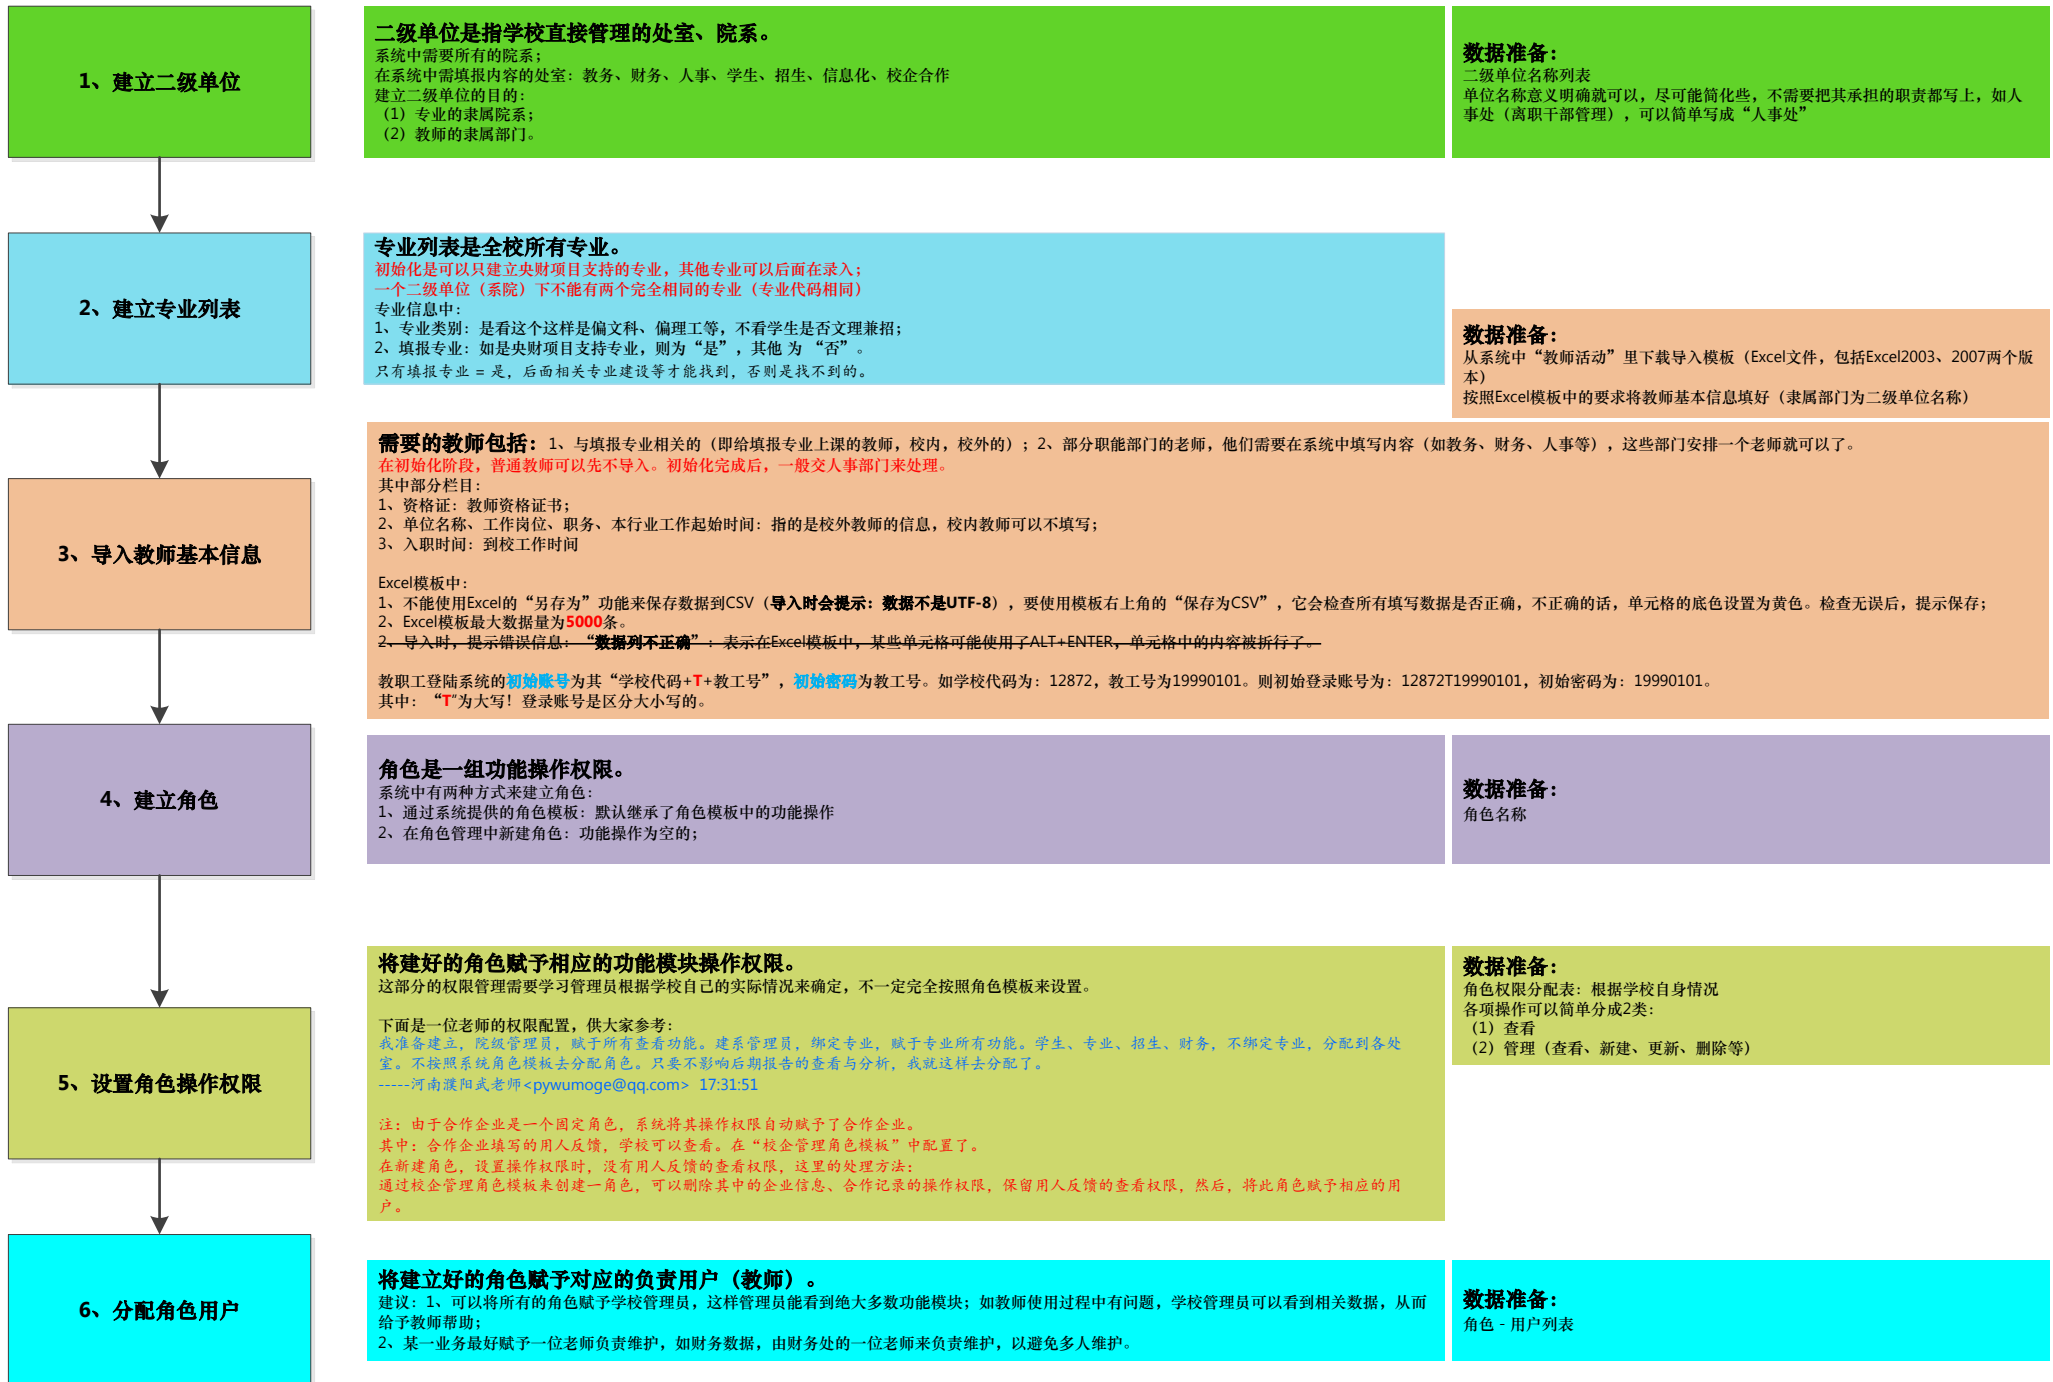 1、建立二级单位
二级单位是指学校直接管理的处室、院系。
系统中需要所有的院系；
在系统中需填报内容的处室：教务、财务、人事、学生、招生、信息化、校企合作
建立二级单位的目的：
（1）专业的隶属院系；
（2）教师的隶属部门。
数据准备：
二级单位名称列表
单位名称意义明确就可以，尽可能简化些，不需要把其承担的职责都写上，如人
事处（离职干部管理），可以简单写成“人事处”
2、建立专业列表
专业列表是全校所有专业。
初始化是可以只建立央财项目支持的专业，其他专业可以后面在录入；
一个二级单位（系院）下不能有两个完全相同的专业（专业代码相同）
专业信息中：
1、专业类别：是看这个这样是偏文科、偏理工等，不看学生是否文理兼招；
2、填报专业：如是央财项目支持专业，则为“是”，其他 为 “否”。
只有填报专业 = 是，后面相关专业建设等才能找到，否则是找不到的。
数据准备：
从系统中“教师活动”里下载导入模板（Excel文件，包括Excel2003、2007两个版
本）
按照Excel模板中的要求将教师基本信息填好（隶属部门为二级单位名称）
3、导入教师基本信息
需要的教师包括：1、与填报专业相关的（即给填报专业上课的教师，校内，校外的）；2、部分职能部门的老师，他们需要在系统中填写内容（如教务、财务、人事等），这些部门安排一个老师就可以了。
在初始化阶段，普通教师可以先不导入。初始化完成后，一般交人事部门来处理。
其中部分栏目：
1、资格证：教师资格证书；
2、单位名称、工作岗位、职务、本行业工作起始时间：指的是校外教师的信息，校内教师可以不填写；
3、入职时间：到校工作时间
Excel模板中：
1、不能使用Excel的“另存为”功能来保存数据到CSV（导入时会提示：数据不是UTF-8），要使用模板右上角的“保存为CSV”，它会检查所有填写数据是否正确，不正确的话，单元格的底色设置为黄色。检查无误后，提示保存；
2、Excel模板最大数据量为5000条。
2、导入时，提示错误信息：“数据列不正确”：表示在Excel模板中，某些单元格可能使用了ALT+ENTER，单元格中的内容被折行了。
教职工登陆系统的初始账号为其“学校代码+T+教工号”，初始密码为教工号。如学校代码为：12872，教工号为19990101。则初始登录账号为：12872T19990101，初始密码为：19990101。
其中：“T”为大写！登录账号是区分大小写的。
4、建立角色
角色是一组功能操作权限。
系统中有两种方式来建立角色：
1、通过系统提供的角色模板：默认继承了角色模板中的功能操作
2、在角色管理中新建角色：功能操作为空的；
数据准备：
角色名称
5、设置角色操作权限
将建好的角色赋予相应的功能模块操作权限。
这部分的权限管理需要学习管理员根据学校自己的实际情况来确定，不一定完全按照角色模板来设置。
下面是一位老师的权限配置，供大家参考：
我准备建立，院级管理员，赋于所有查看功能。建系管理员，绑定专业，赋于专业所有功能。学生、专业、招生、财务，不绑定专业，分配到各处
室。不按照系统角色模板去分配角色。只要不影响后期报告的查看与分析，我就这样去分配了。
-----河南濮阳武老师<pywumoge@qq.com> 17:31:51
注：由于合作企业是一个固定角色，系统将其操作权限自动赋予了合作企业。
其中：合作企业填写的用人反馈，学校可以查看。在“校企管理角色模板”中配置了。
在新建角色，设置操作权限时，没有用人反馈的查看权限，这里的处理方法：
通过校企管理角色模板来创建一角色，可以删除其中的企业信息、合作记录的操作权限，保留用人反馈的查看权限，然后，将此角色赋予相应的用
户。
数据准备：
角色权限分配表：根据学校自身情况
各项操作可以简单分成2类：
（1）查看
（2）管理（查看、新建、更新、删除等）
6、分配角色用户
将建立好的角色赋予对应的负责用户（教师）。
建议：1、可以将所有的角色赋予学校管理员，这样管理员能看到绝大多数功能模块；如教师使用过程中有问题，学校管理员可以看到相关数据，从而
给予教师帮助；
2、某一业务最好赋予一位老师负责维护，如财务数据，由财务处的一位老师来负责维护，以避免多人维护。
数据准备：
角色 - 用户列表